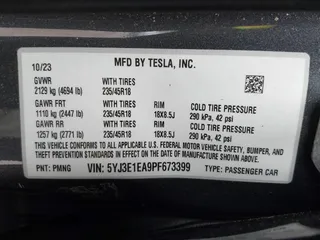 MFD BY TESLA, INC.
10/23
GVWR WITH TIRES
2129 kg (4694 lb) 235/45R18
GAWR FRT WITH TIRES RIM COLD TIRE PRESSURE
1110 kg (2447 lb) 235/45R18 18X8.5J 290 kPa, 42 psi
GAWR RR WITH TIRES RIM COLD TIRE PRESSURE
1257 kg (2771 lb) 235/45R18 18X8.5J 290 kPa, 42 psi
THIS VEHICLE CONFORMS TO ALL APPLICABLE U.S. FEDERAL MOTOR VEHICLE SAFETY, BUMPER,
AND THEFT PREVENTION STANDARDS IN EFFECT ON THE DATE OF MANUFACTURE SHOWN ABOVE.
PNT: PMNG VIN: 5YJ3E1EA9PF673399 TYPE: PASSENGER CAR